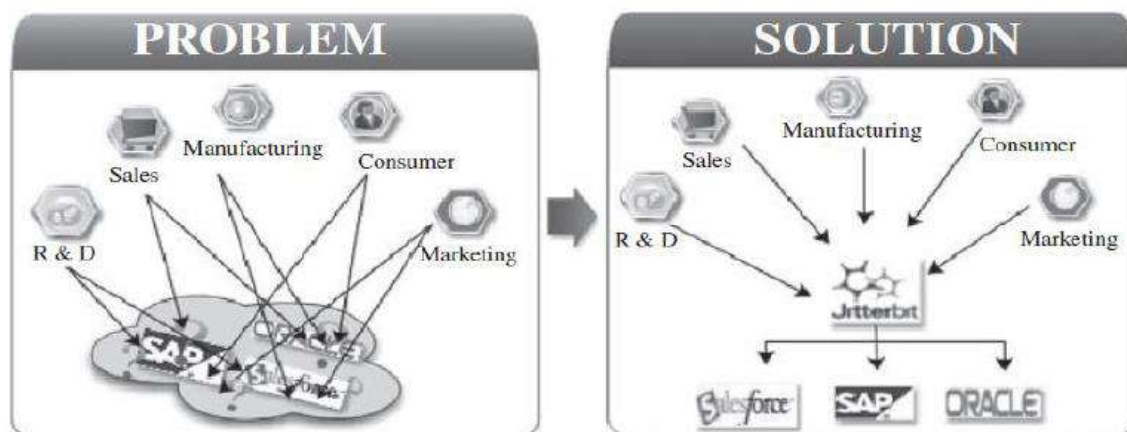 PROBLEM
SOLUTION
Manufacturing
Consumer
Sales
R & D
Marketing
SAP
ORACLE
Salesforce
Manufacturing
Consumer
Sales
R & D
Marketing
Jitterbit
Salesforce
SAP
ORACLE